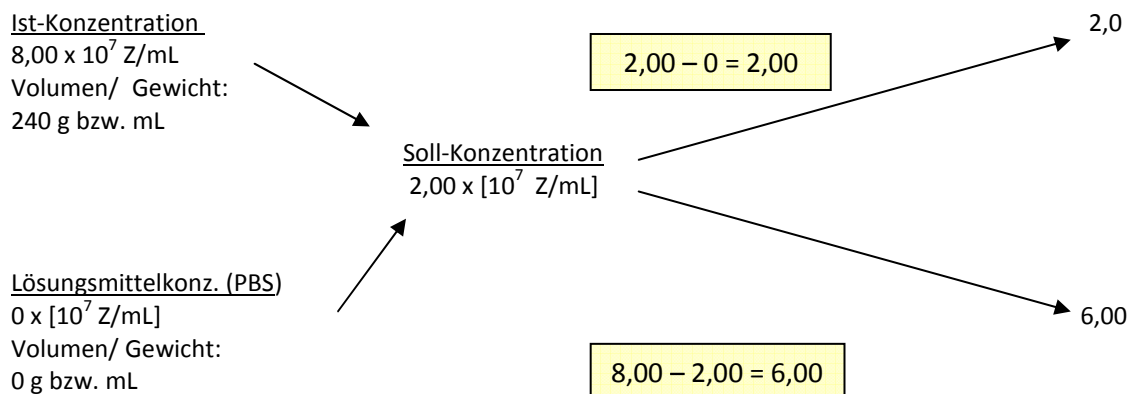 Ist-Konzentration
8,00 x 10⁷ Z/mL
Volumen/ Gewicht:
240 g bzw. mL
2,00 – 0 = 2,00
2,0
Soll-Konzentration
2,00 x [10⁷ Z/mL]
Lösungsmittelkonz. (PBS)
0 x [10⁷ Z/mL]
Volumen/ Gewicht:
0 g bzw. mL
8,00 – 2,00 = 6,00
6,00